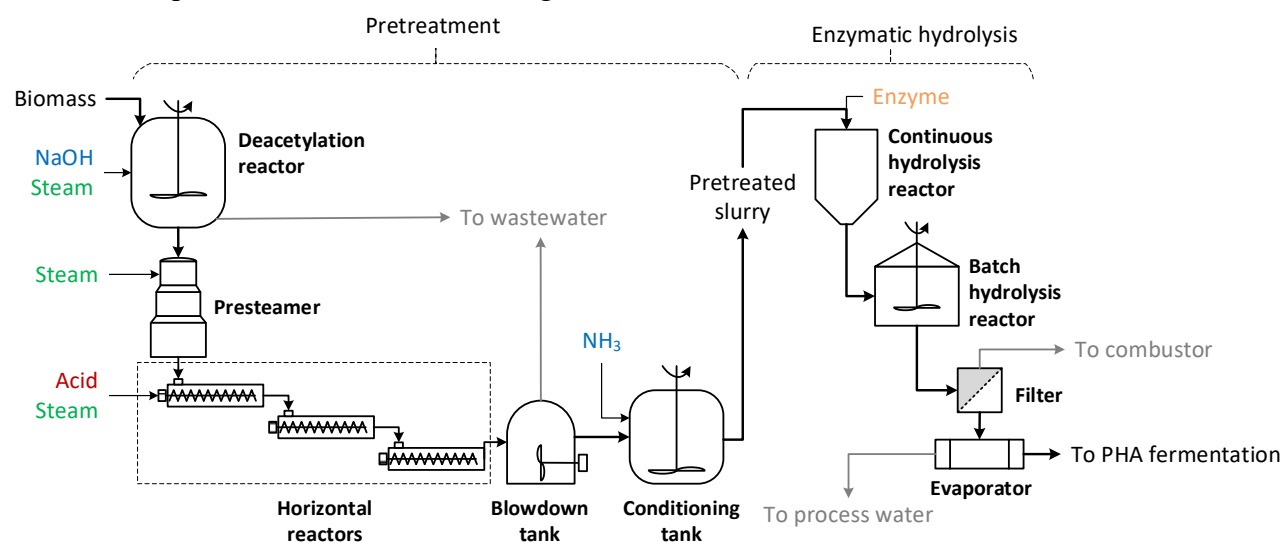 Pretreatment
Enzymatic hydrolysis
Biomass
NaOH
Steam
Deacetylation
reactor
To wastewater
Steam
Presteamer
Acid
Steam
Horizontal
reactors
Blowdown
tank
NH3
Conditioning
tank
Pretreated
slurry
Enzyme
Continuous
hydrolysis
reactor
Batch
hydrolysis
reactor
To combustor
Filter
To PHA fermentation
Evaporator
To process water